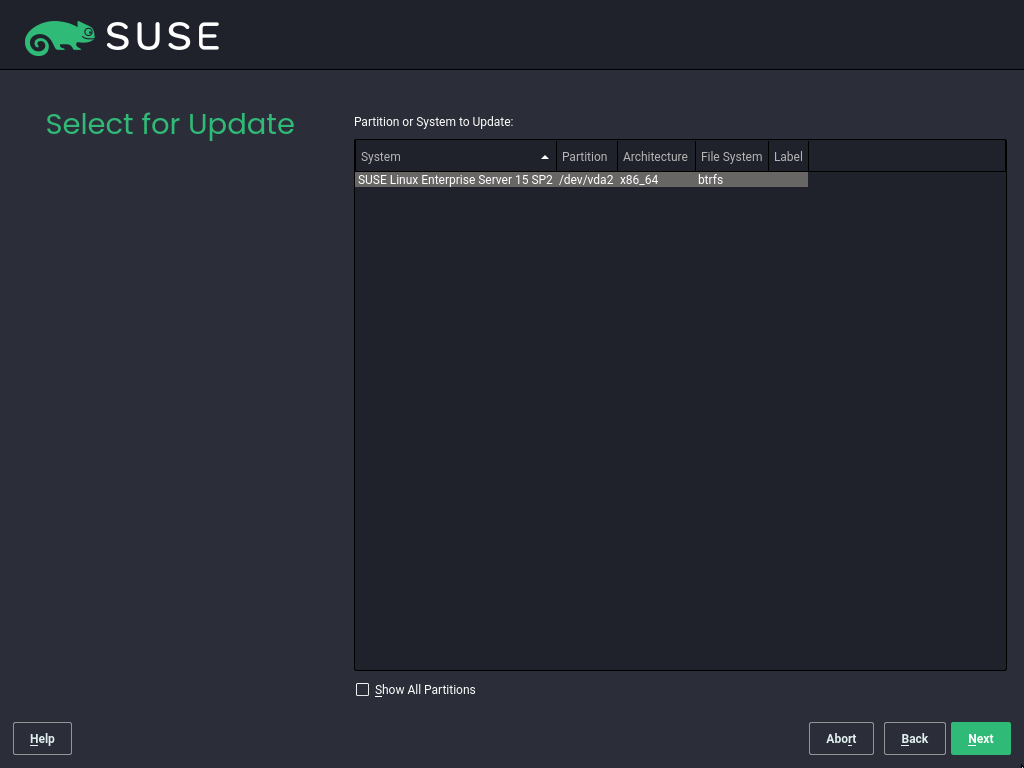 SUSE
Select for Update
Partition or System to Update:
System Partition Architecture File System Label
SUSE Linux Enterprise Server 15 SP2 /dev/vda2 x86_64 btrfs
Show All Partitions
Help Abort Back Next